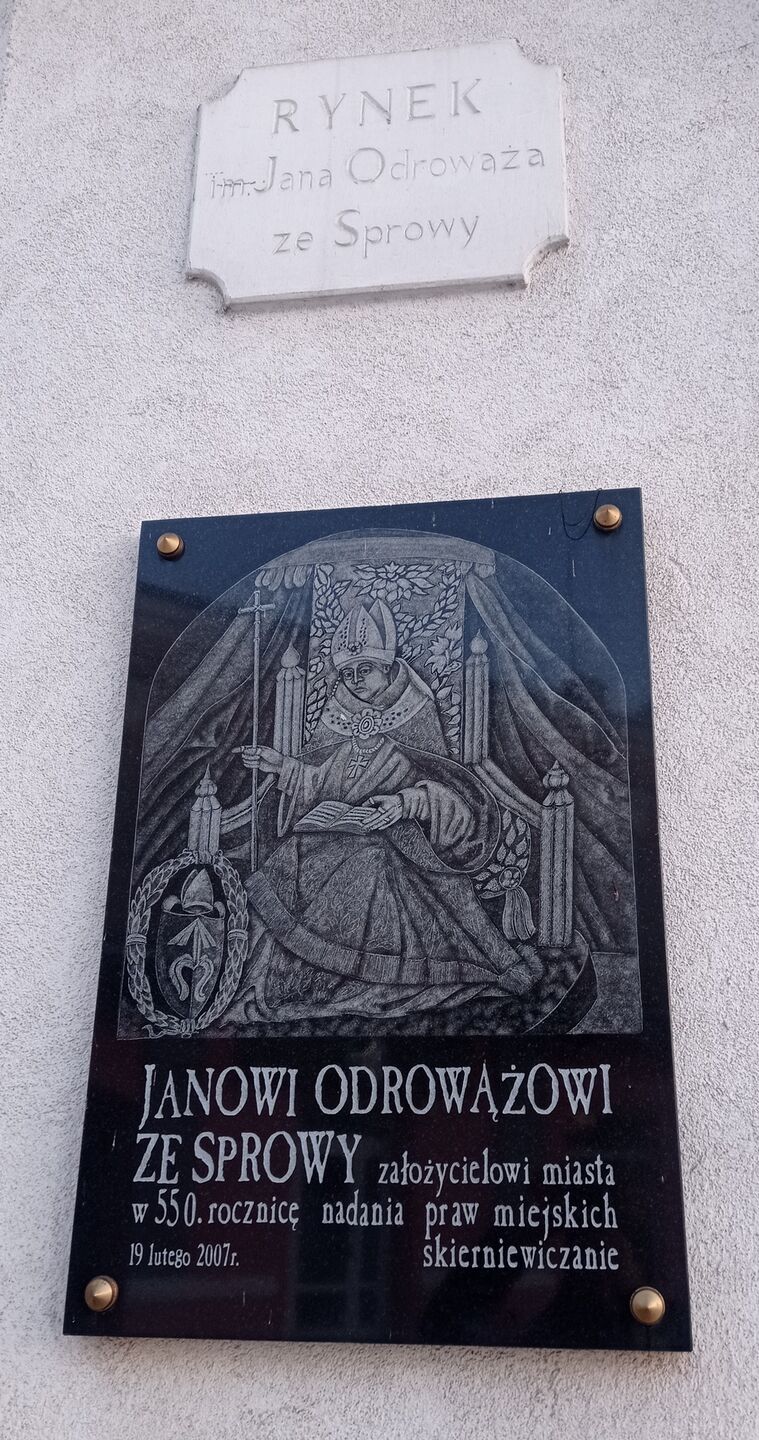 RYNEK
im. Jana Odrowąża
ze Sprowy
JANOWI ODROWĄŻOWI
ZE SPROWY założycielowi miasta
w 550. rocznicę nadania praw miejskich
19 lutego 2007r. skierniewiczanie